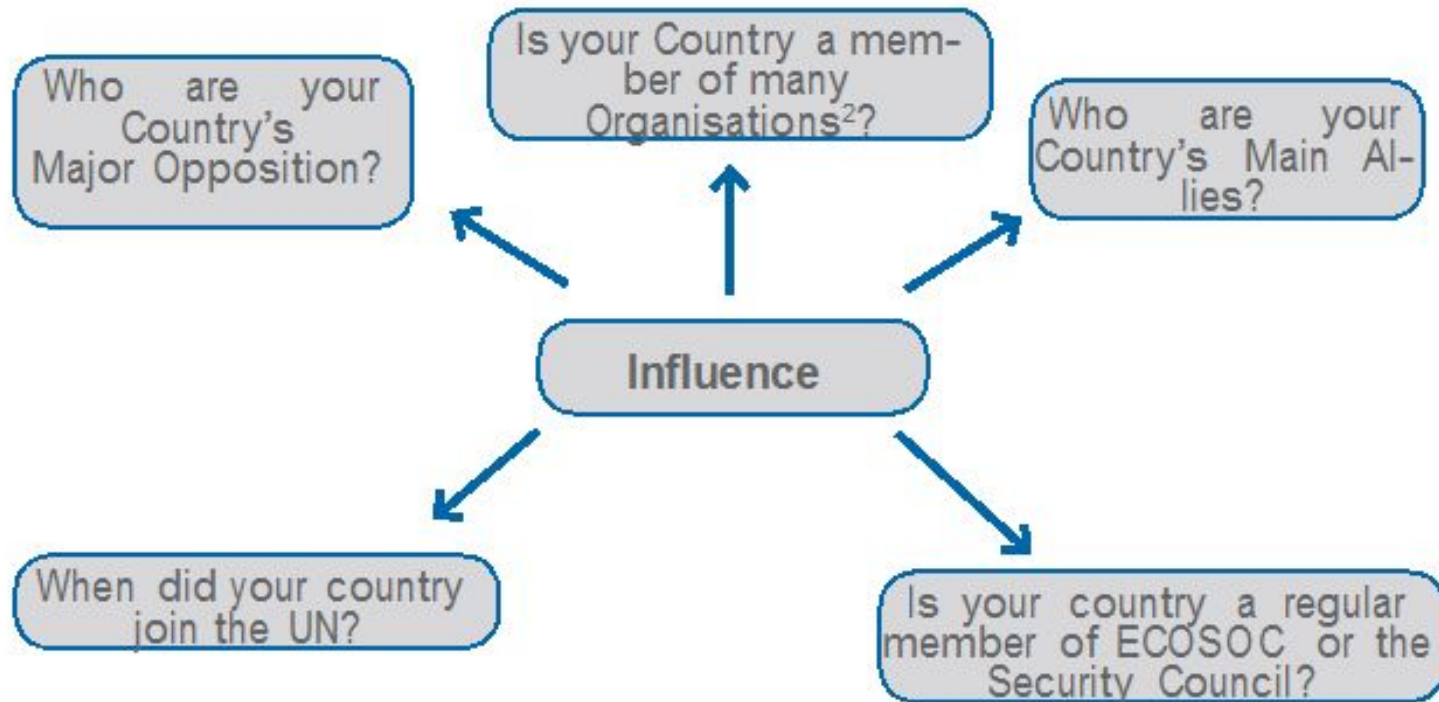 Who are your
Country's
Major Opposition?
Is your Country a mem-
ber of many
Organisations²?
Who are your
Country's Main Al-
lies?
Influence
When did your country
join the UN?
Is your country a regular
member of ECOSOC or the
Security Council?